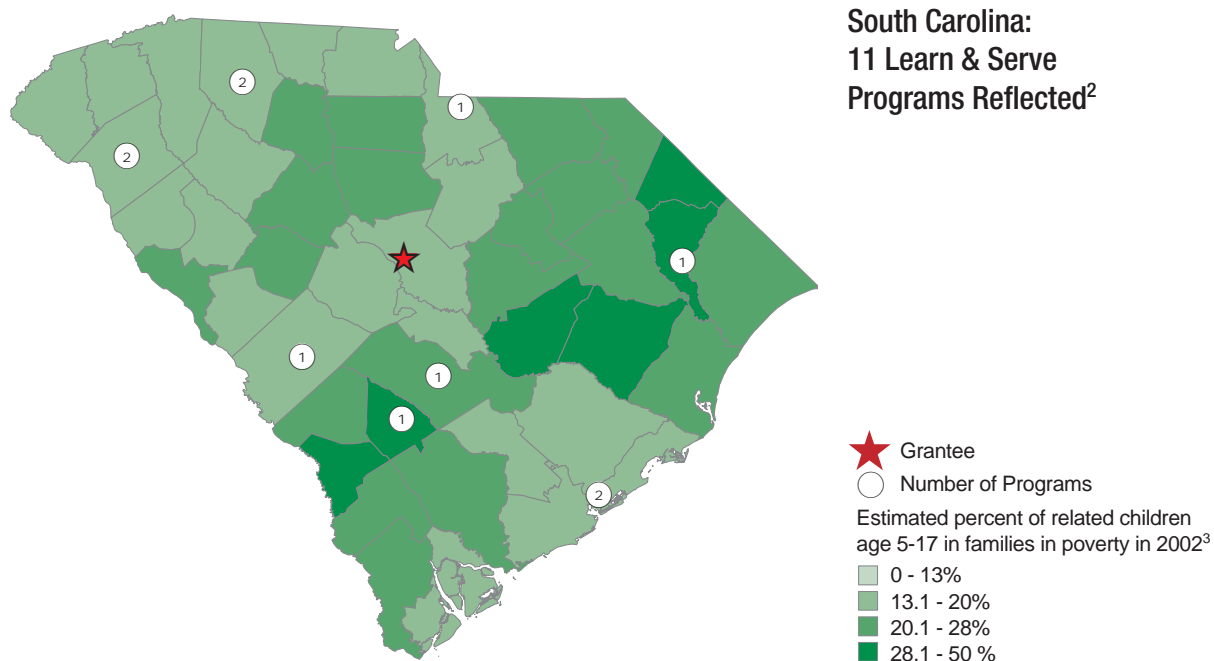 South Carolina:
11 Learn & Serve
Programs Reflected2
2
1
2
1
1
1
1
2
Grantee
Number of Programs
Estimated percent of related children
age 5-17 in families in poverty in 20023
0 - 13%
13.1 - 20%
20.1 - 28%
28.1 - 50 %